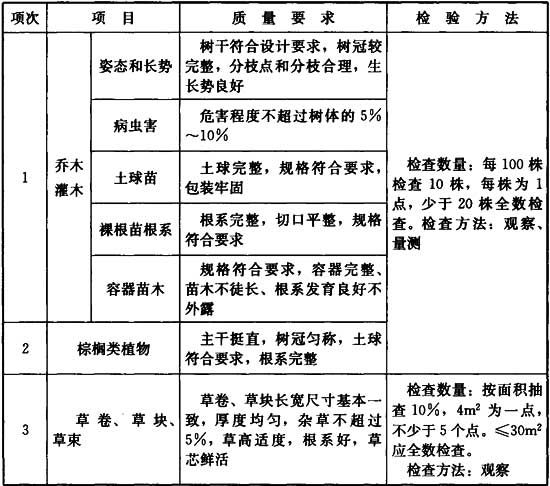 项次 项 目 质 量 要 求 检 验 方 法
1
乔木
灌木
姿态和长势
树干符合设计要求，树冠较
完整，分枝点和分枝合理，生
长势良好
病虫害
危害程度不超过树体的 5％
～10％
土球苗
土球完整，规格符合要求，
包装牢固
裸根苗根系
根系完整，切口平整，规格
符合要求
容器苗木
规格符合要求，容器完整、
苗木不徒长、根系发育良好不
外露
检查数量：每 100 株
检查 10 株，每株为 1
点，少于 20 株全数检
查。检查方法：观察、
量测
2
棕榈类植物
主干挺直，树冠匀称，土球
符合要求，根系完整
3
草 卷、草 块、
草束
草卷、草块长宽尺寸基本一
致，厚度均匀，杂草不超过
5％，草高适度，根系好，草
芯鲜活
检查数量：按面积抽
查 10％，4m² 为一点，
不少于 5 个点。≤30m²
应全数检查。
检查方法：观察